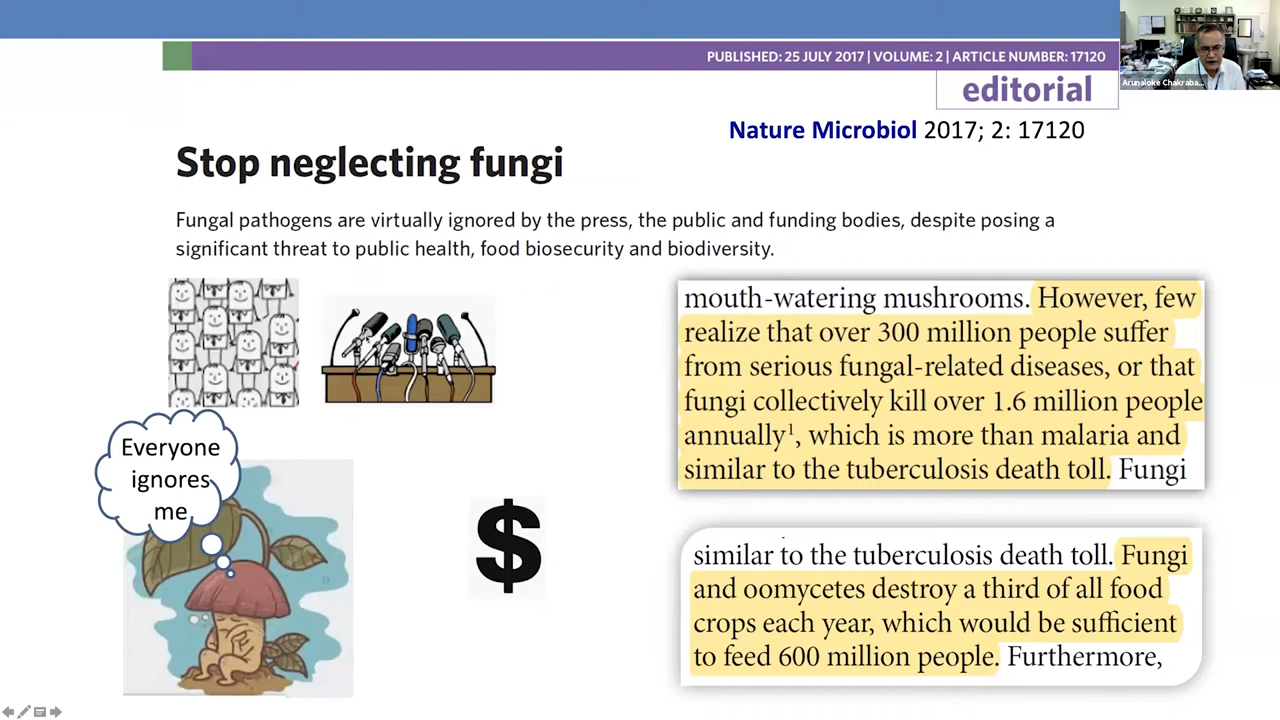 PUBLISHED: 25 JULY 2017 | VOLUME: 2 | ARTICLE NUMBER: 17120
Arunaloke Chakraba...
editorial
Nature Microbiol 2017; 2: 17120
Stop neglecting fungi
Fungal pathogens are virtually ignored by the press, the public and funding bodies, despite posing a
significant threat to public health, food biosecurity and biodiversity.
mouth-watering mushrooms. However, few
realize that over 300 million people suffer
from serious fungal-related diseases, or that
fungi collectively kill over 1.6 million people
annually¹, which is more than malaria and
similar to the tuberculosis death toll. Fungi
Everyone
ignores
me
$
similar to the tuberculosis death toll. Fungi
and oomycetes destroy a third of all food
crops each year, which would be sufficient
to feed 600 million people. Furthermore,